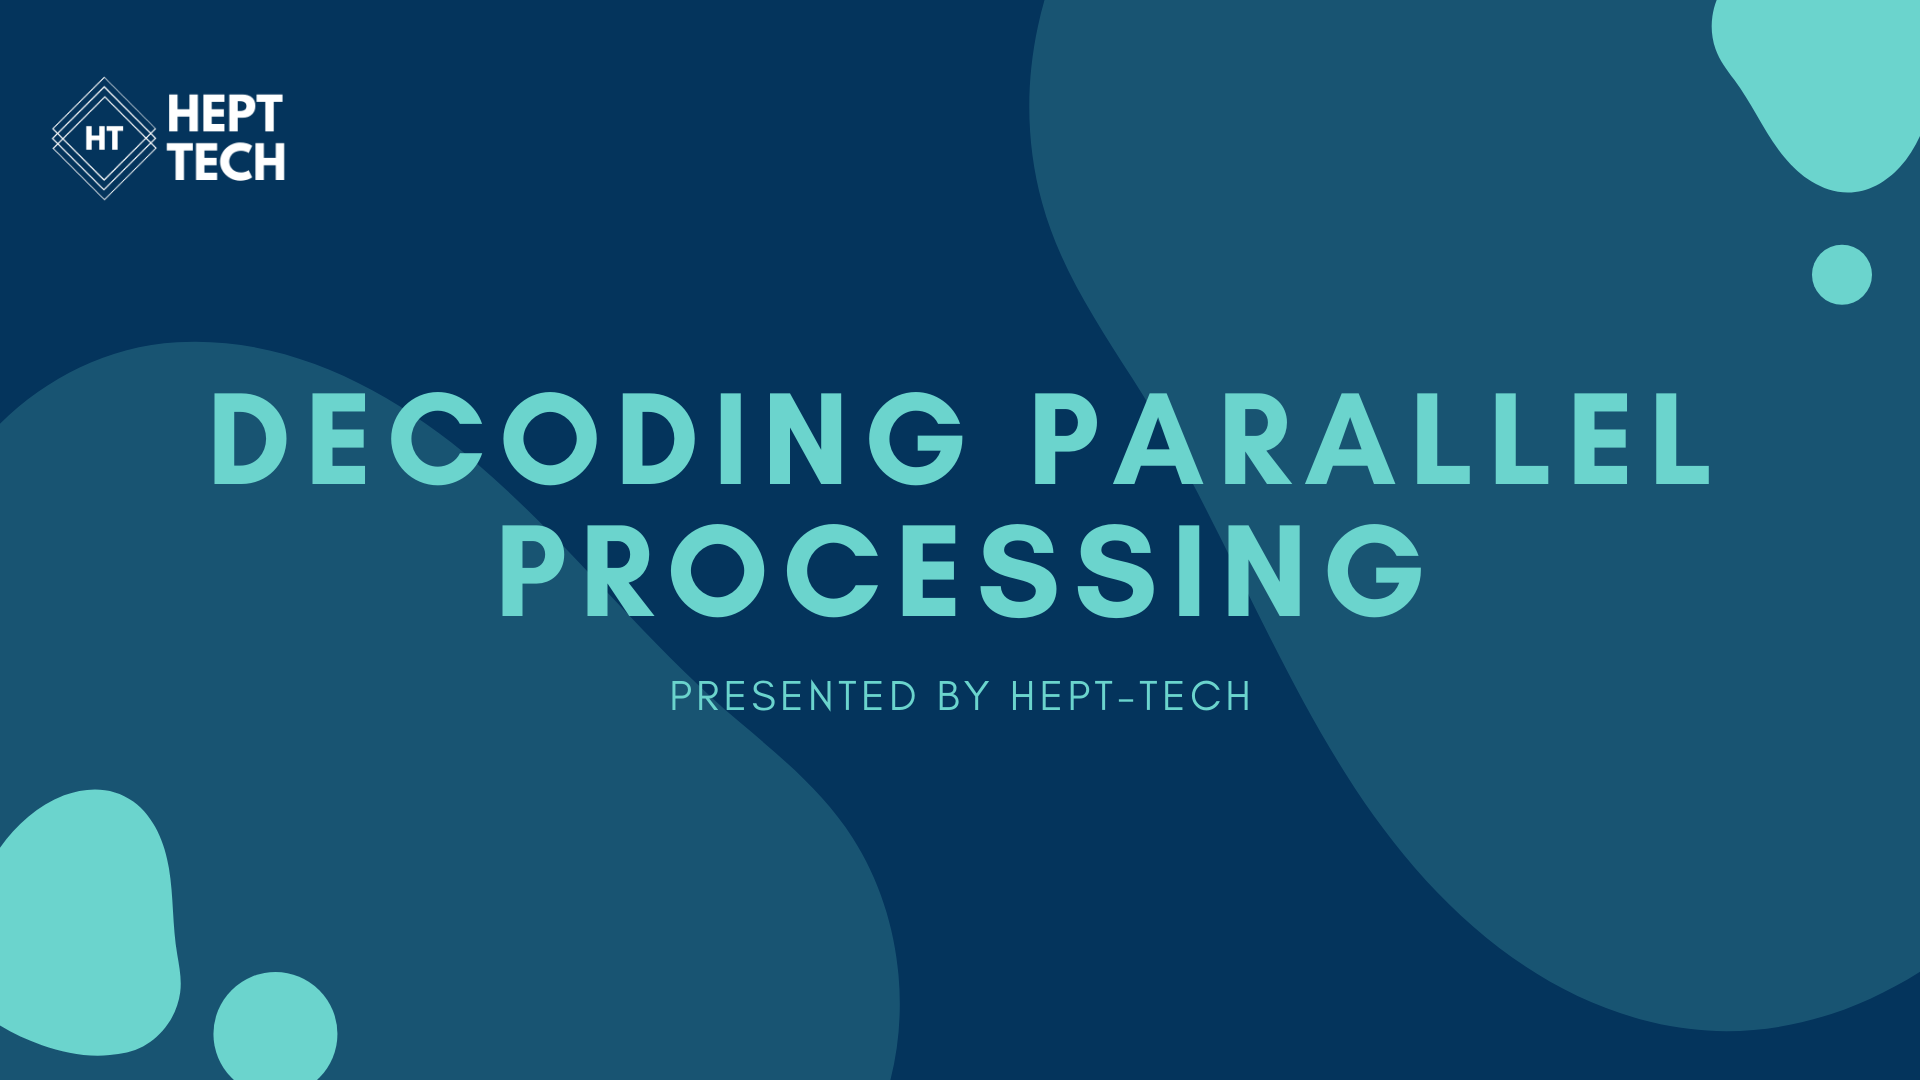 HT
HEPT
TECH
DECODING PARALLEL
PROCESSING
PRESENTED BY HEPT-TECH